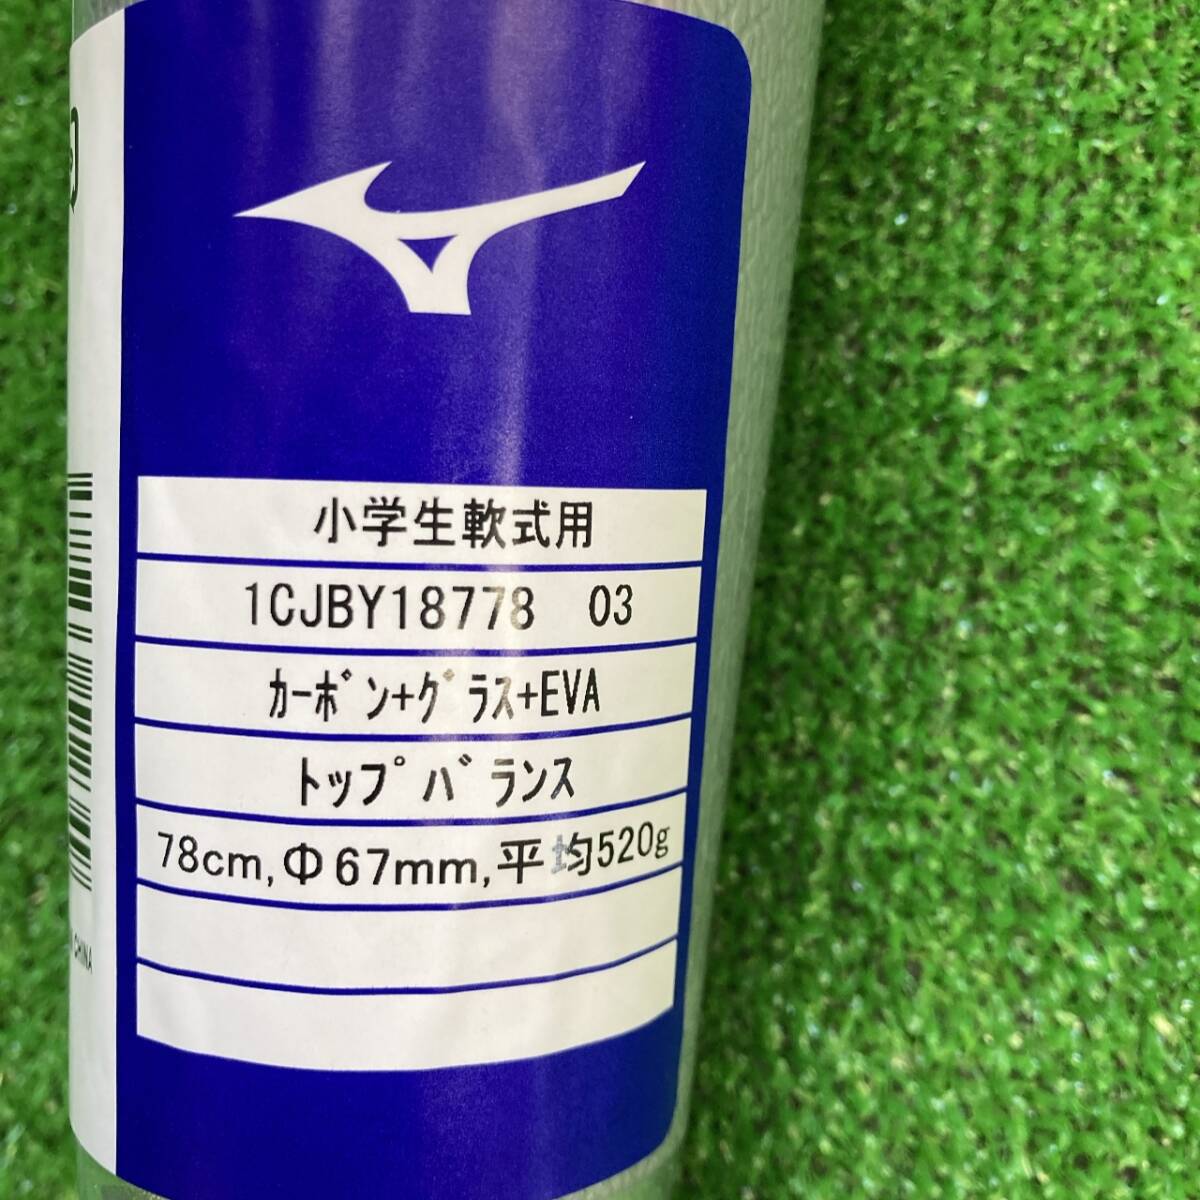 小学生軟式用
1CJBY18778 03
ｶｰﾎﾞﾝ+ｸﾞﾗｽ+EVA
ﾄｯﾌﾟﾊﾞﾗﾝｽ
78cm,Φ67mm,平均520g
CHINA